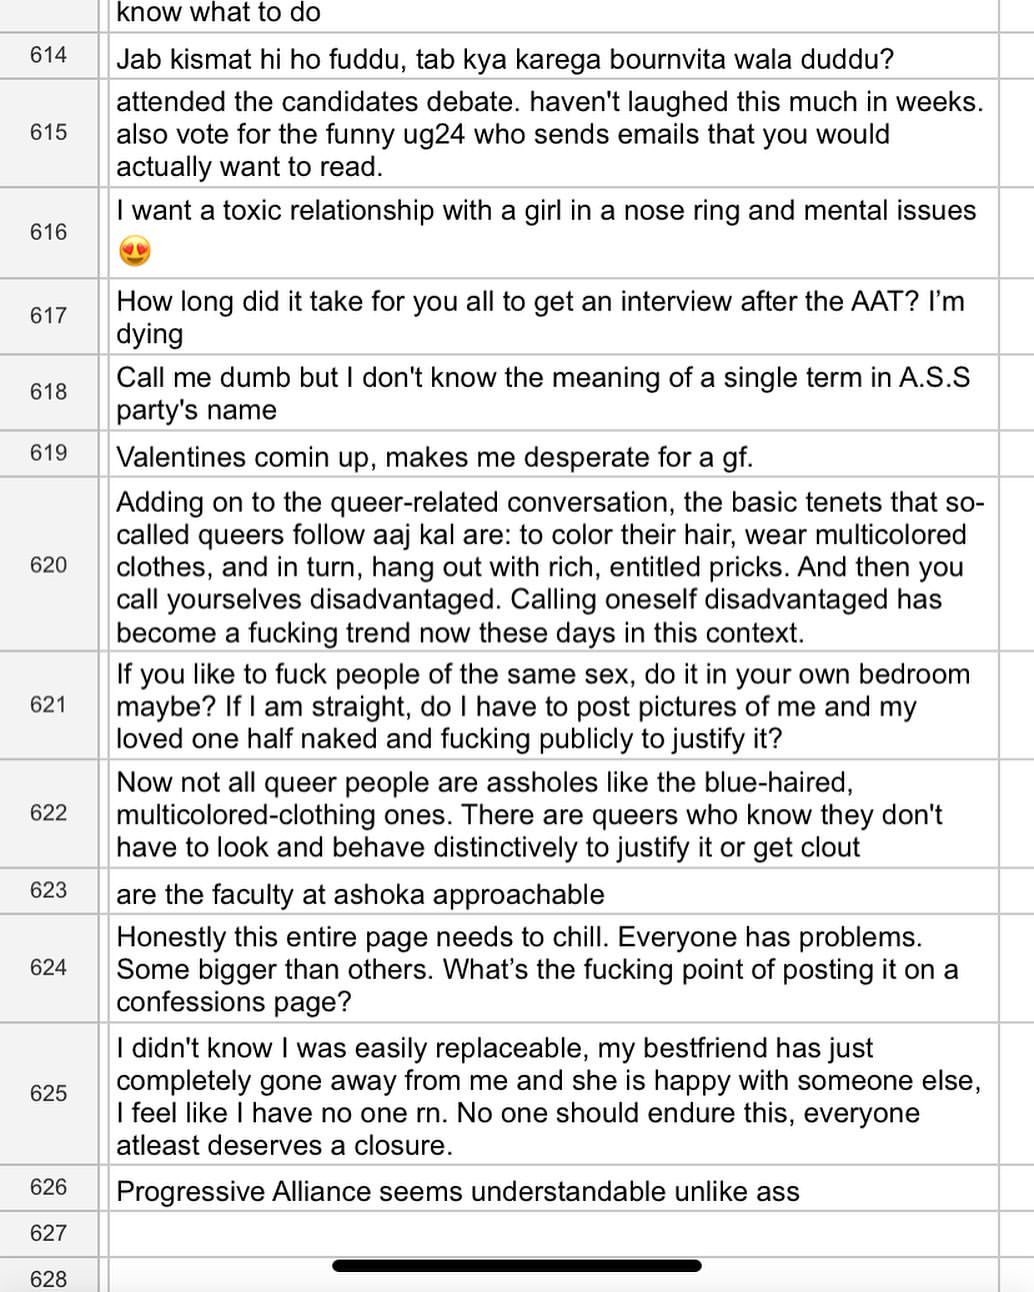 know what to do
614
Jab kismat hi ho fuddu, tab kya karega bournvita wala duddu?
615
attended the candidates debate. haven't laughed this much in weeks.
also vote for the funny ug24 who sends emails that you would
actually want to read.
616
I want a toxic relationship with a girl in a nose ring and mental issues
😍
617
How long did it take for you all to get an interview after the AAT? I’m
dying
618
Call me dumb but I don't know the meaning of a single term in A.S.S
party's name
619
Valentines comin up, makes me desperate for a gf.
620
Adding on to the queer-related conversation, the basic tenets that so-
called queers follow aaj kal are: to color their hair, wear multicolored
clothes, and in turn, hang out with rich, entitled pricks. And then you
call yourselves disadvantaged. Calling oneself disadvantaged has
become a fucking trend now these days in this context.
621
If you like to fuck people of the same sex, do it in your own bedroom
maybe? If I am straight, do I have to post pictures of me and my
loved one half naked and fucking publicly to justify it?
622
Now not all queer people are assholes like the blue-haired,
multicolored-clothing ones. There are queers who know they don't
have to look and behave distinctively to justify it or get clout
623
are the faculty at ashoka approachable
624
Honestly this entire page needs to chill. Everyone has problems.
Some bigger than others. What’s the fucking point of posting it on a
confessions page?
625
I didn't know I was easily replaceable, my bestfriend has just
completely gone away from me and she is happy with someone else,
I feel like I have no one rn. No one should endure this, everyone
atleast deserves a closure.
626
Progressive Alliance seems understandable unlike ass
627
628